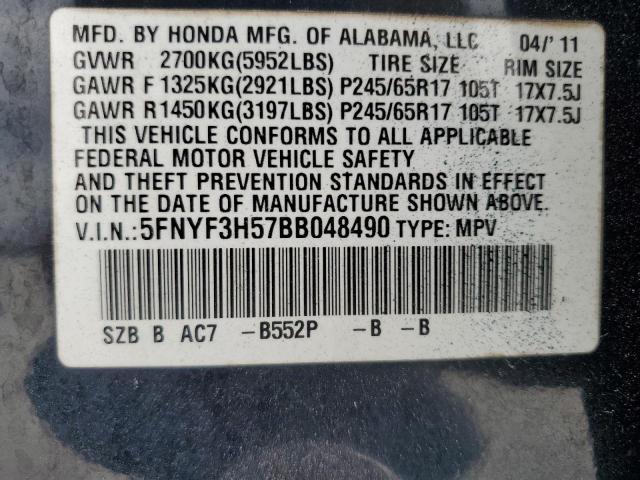 MFD. BY HONDA MFG. OF ALABAMA, LLC 04/'11
GVWR 2700KG(5952LBS) TIRE SIZE RIM SIZE
GAWR F 1325KG(2921LBS) P245/65R17 105T 17X7.5J
GAWR R 1450KG(3197LBS) P245/65R17 105T 17X7.5J
THIS VEHICLE CONFORMS TO ALL APPLICABLE
FEDERAL MOTOR VEHICLE SAFETY
AND THEFT PREVENTION STANDARDS IN EFFECT
ON THE DATE OF MANUFACTURE SHOWN ABOVE.
V.I.N.: 5FNYF3H57BB048490 TYPE: MPV
SZB B AC7 -B552P -B -B